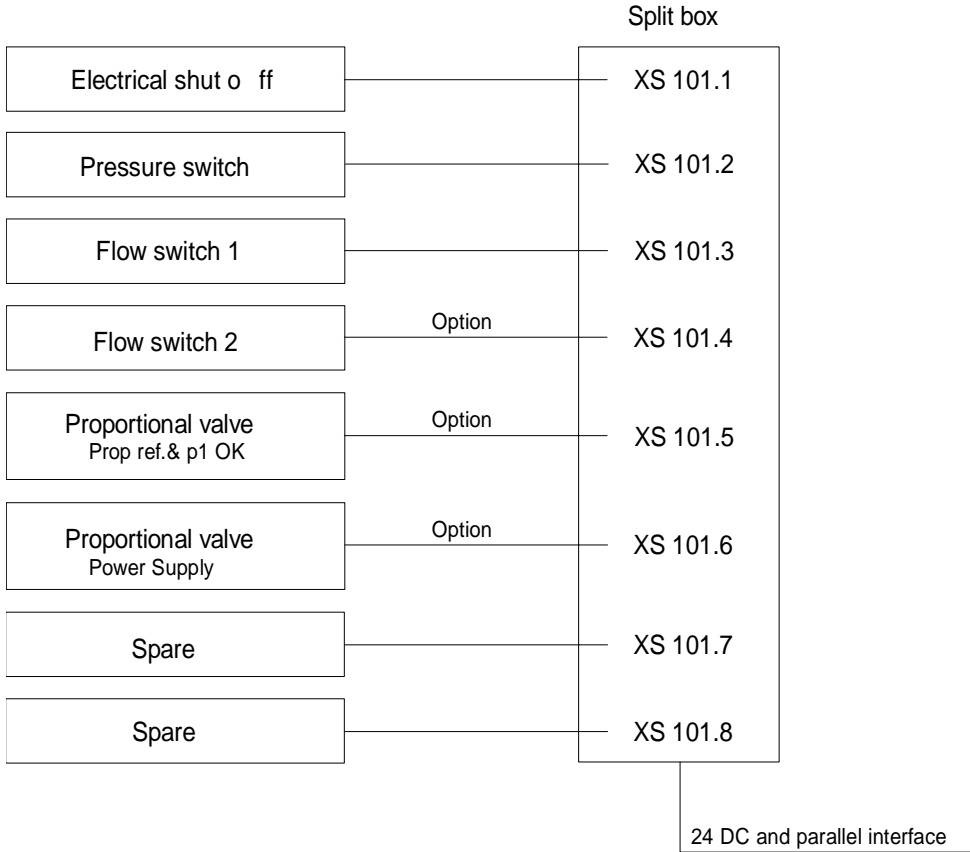 Split box
Electrical shut o ff
XS 101.1
Pressure switch
XS 101.2
Flow switch 1
XS 101.3
Flow switch 2
Option
XS 101.4
Proportional valve
Prop ref.& p1 OK
Option
XS 101.5
Proportional valve
Power Supply
Option
XS 101.6
Spare
XS 101.7
Spare
XS 101.8
24 DC and parallel interface